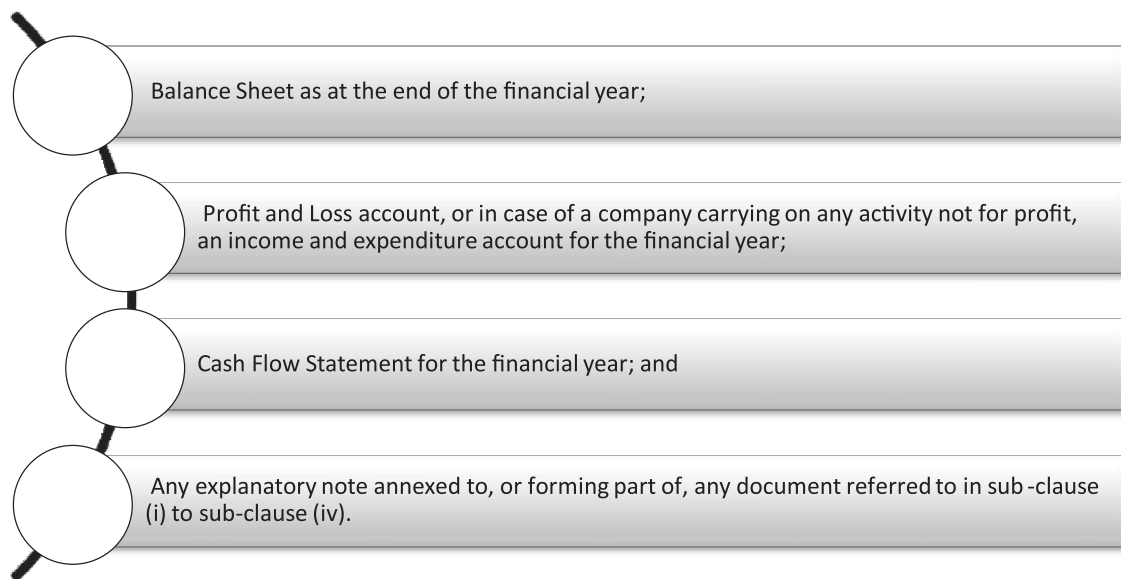 Balance Sheet as at the end of the financial year;
Profit and Loss account, or in case of a company carrying on any activity not for profit,
an income and expenditure account for the financial year;
Cash Flow Statement for the financial year; and
Any explanatory note annexed to, or forming part of, any document referred to in sub-clause
(i) to sub-clause (iv).